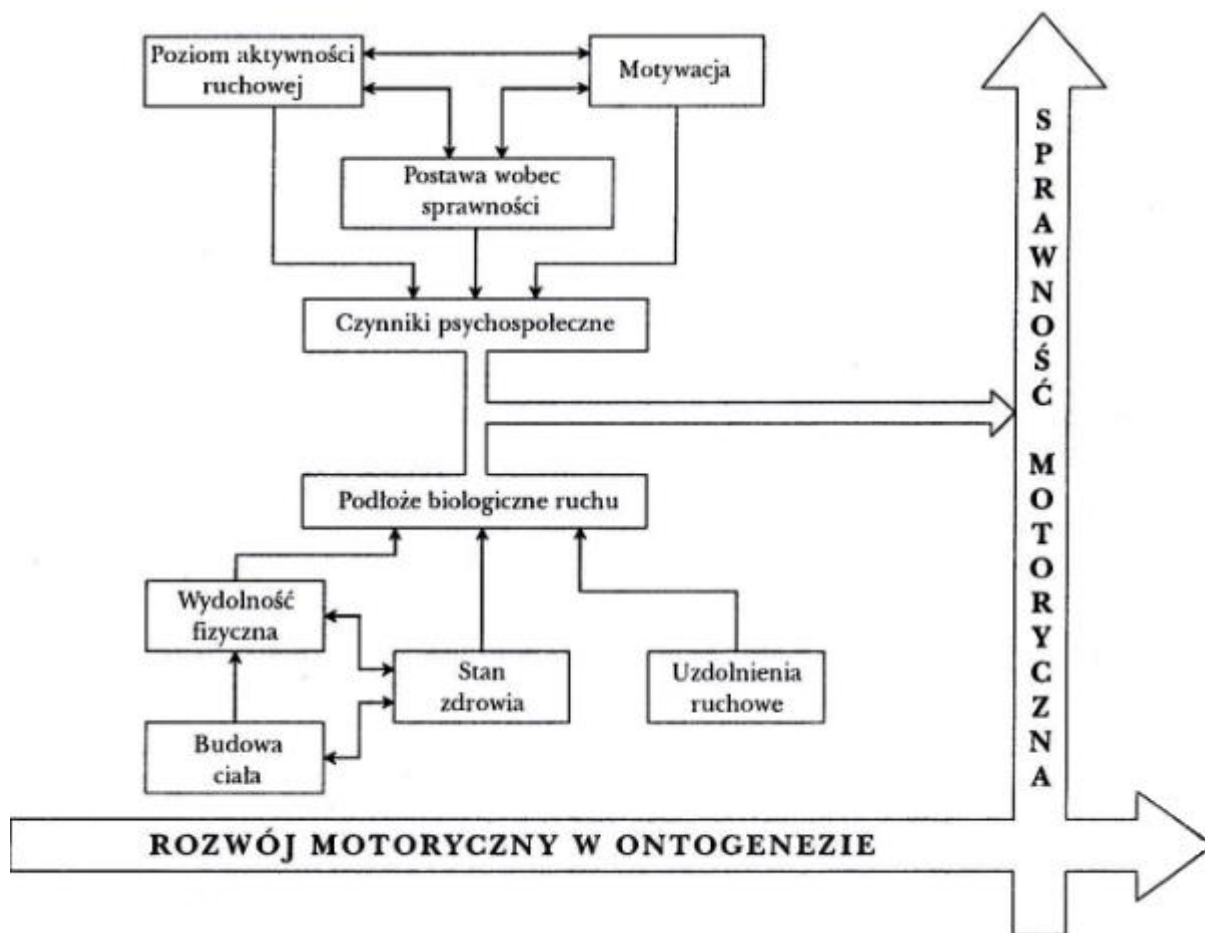 Poziom aktywności
ruchowej
Motywacja
Postawa wobec
sprawności
Czynniki psychospołeczne
Podłoże biologiczne ruchu
Wydolność
fizyczna
Stan
zdrowia
Uzdolnienia
ruchowe
Budowa
ciała
SPRAWNOŚĆ MOTORYCZNA
ROZWÓJ MOTORYCZNY W ONTOGENEZIE